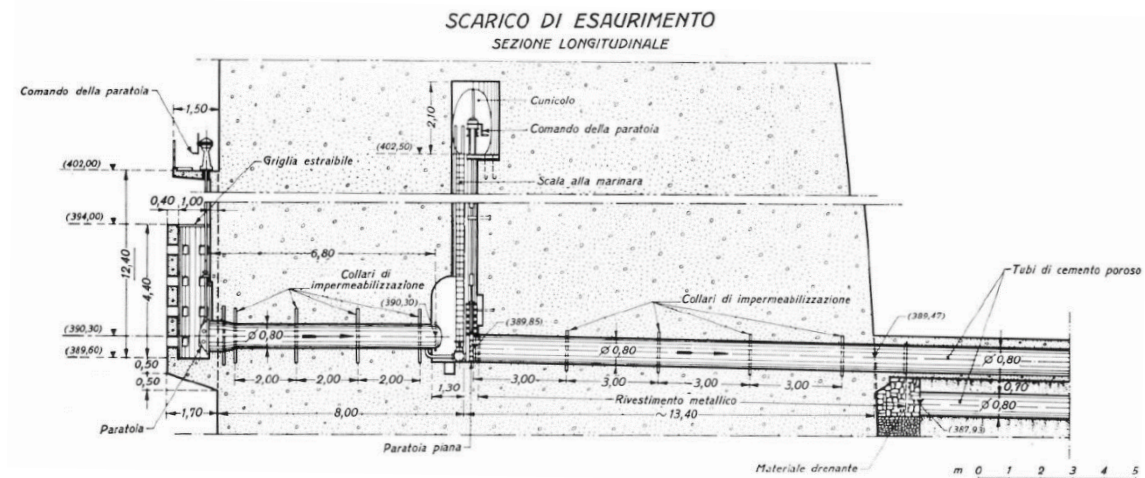 SCARICO DI ESAURIMENTO
SEZIONE LONGITUDINALE
Comando della paratoia
1,50
2,10
Cunicolo
Comando della paratoia
(402,50)
(402,00)
Griglia estraibile
Scala alla marinara
0,40
1,00
(394,00)
12,40
4,40
6,80
Collari di
impermeabilizzazione
(390,30)
Collari di impermeabilizzazione
Tubi di cemento poroso
(390,30)
(389,60)
Ø 0,80
(389,85)
Ø 0,80
(389,47)
Ø 0,80
0,50
0,50
2,00
2,00
2,00
1,30
3,00
3,00
3,00
3,00
0,70
Rivestimento metallico
Ø 0,80
1,70
8,00
~13,40
(387,93)
Paratoia
Paratoia piana
Materiale drenante
m 0 1 2 3 4 5